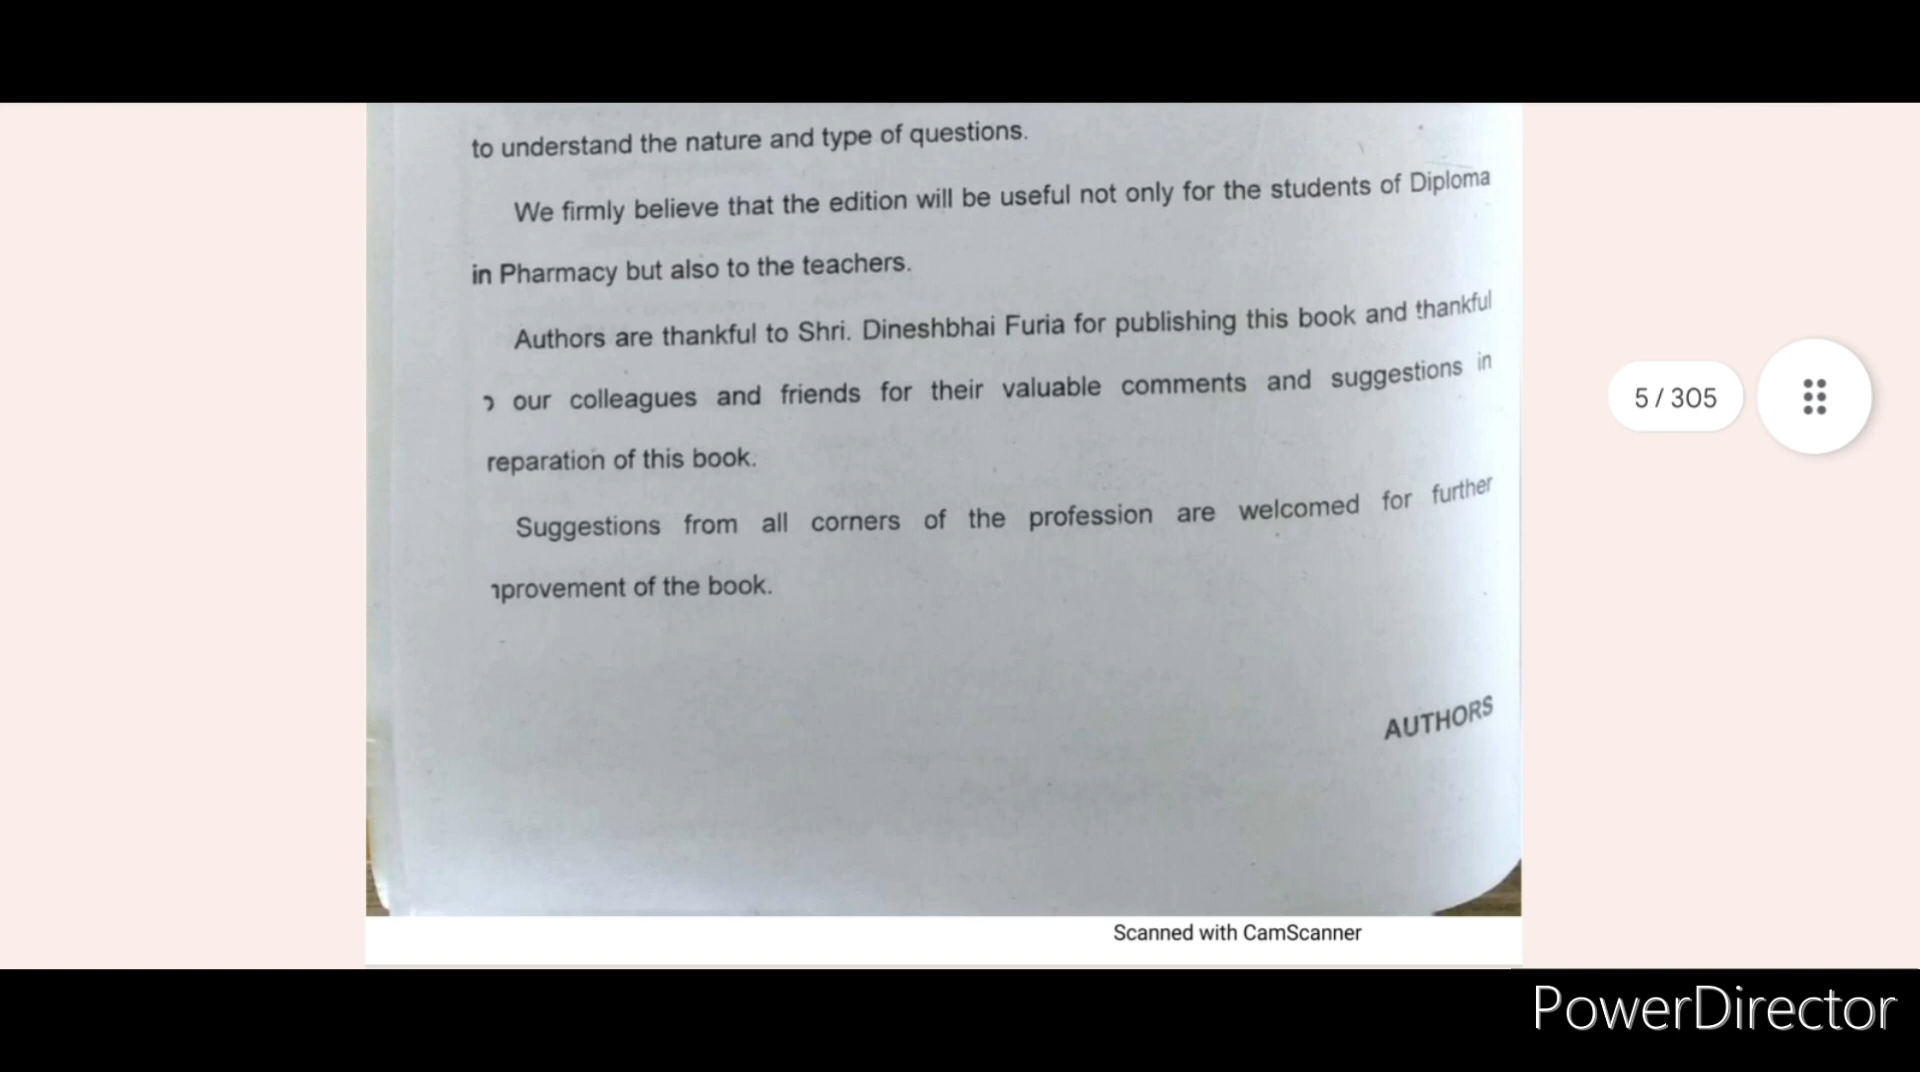 to understand the nature and type of questions.
We firmly believe that the edition will be useful not only for the students of Diploma
in Pharmacy but also to the teachers.
Authors are thankful to Shri. Dineshbhai Furia for publishing this book and thankful
o our colleagues and friends for their valuable comments and suggestions in
reparation of this book.
5 / 305
Suggestions from all corners of the profession are welcomed for further
provement of the book.
AUTHORS
Scanned with CamScanner
PowerDirector